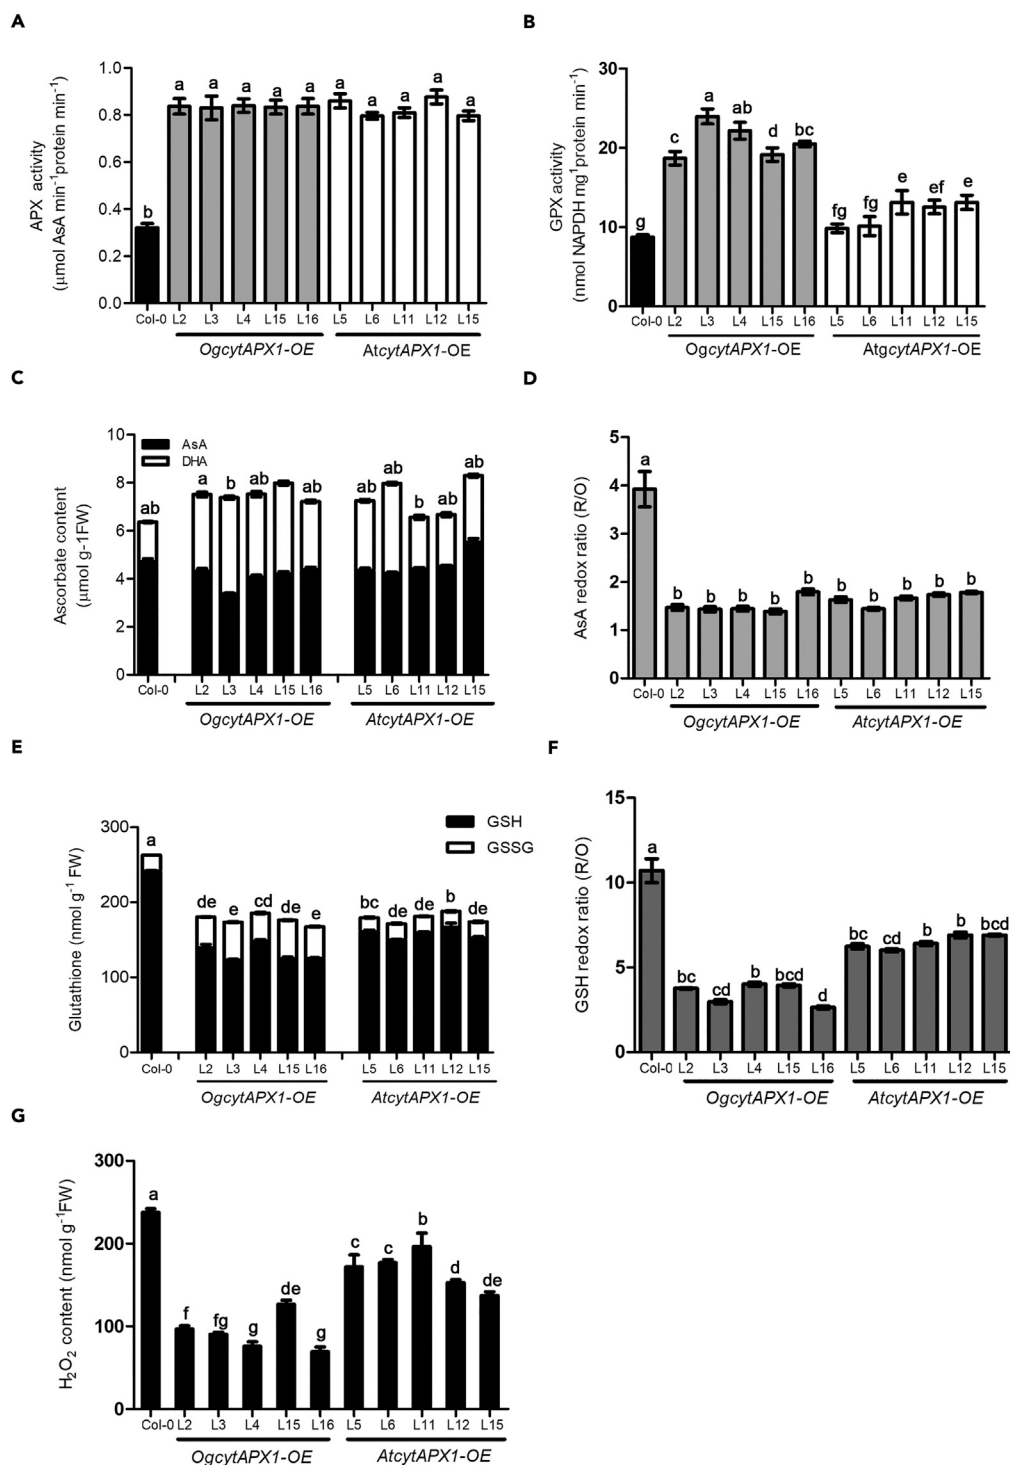 A
APX activity
(μmol AsA min⁻¹protein min⁻¹)
1.0
0.8
0.6
0.4
0.2
0.0
b a a a a a a a a a a
Col-0 L2 L3 L4 L15 L16 L5 L6 L11 L12 L15
OgcytAPX1-OE AtcytAPX1-OE
B
GPX activity
(nmol NAPDH mg¹protein min⁻¹)
30
20
10
0
g c a ab d bc fg fg e ef e
Col-0 L2 L3 L4 L15 L16 L5 L6 L11 L12 L15
OgcytAPX1-OE AtgcytAPX1-OE
C
Ascorbate content
(μmol g-1FW)
10
8
6
4
2
0
AsA
DHA
ab a b ab ab ab ab ab b ab ab
Col-0 L2 L3 L4 L15 L16 L5 L6 L11 L12 L15
OgcytAPX1-OE AtcytAPX1-OE
D
AsA redox ratio (R/O)
5
4
3
2
1
0
a b b b b b b b b b b
Col-0 L2 L3 L4 L15 L16 L5 L6 L11 L12 L15
OgcytAPX1-OE AtcytAPX1-OE
E
Glutathione (nmol g⁻¹ FW)
300
200
100
0
GSH
GSSG
a de e cd de e bc de de b de
Col-0 L2 L3 L4 L15 L16 L5 L6 L11 L12 L15
OgcytAPX1-OE AtcytAPX1-OE
F
GSH redox ratio (R/O)
15
10
5
0
a bc cd b bcd d bc cd b b bcd
Col-0 L2 L3 L4 L15 L16 L5 L6 L11 L12 L15
OgcytAPX1-OE AtcytAPX1-OE
G
H₂O₂ content (nmol g⁻¹FW)
300
200
100
0
a f fg g de g c c b d de
Col-0 L2 L3 L4 L15 L16 L5 L6 L11 L12 L15
OgcytAPX1-OE AtcytAPX1-OE